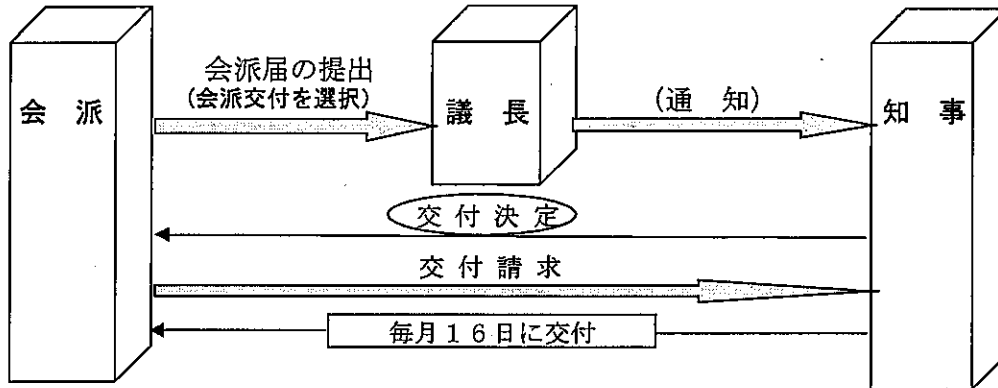 会派届の提出
(会派交付を選択)
会 派
議 長
(通 知)
知 事
交 付 決 定
交 付 請 求
毎月１６日に交付